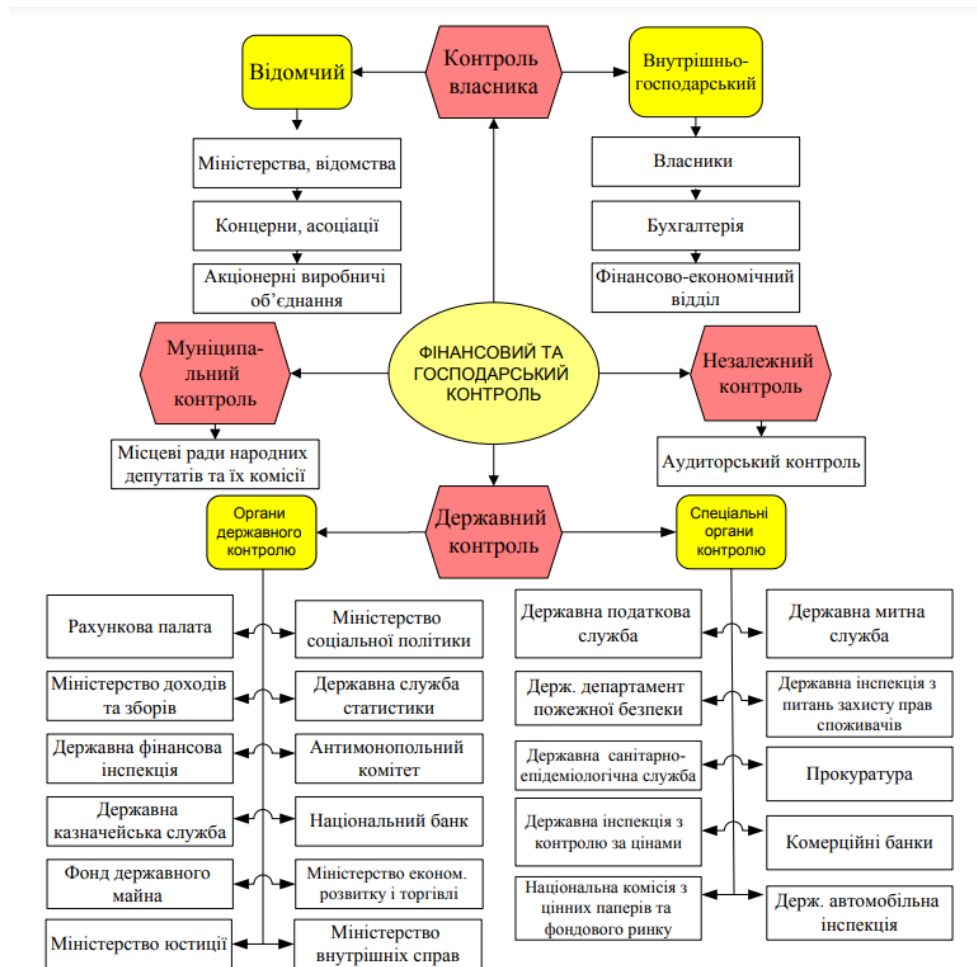 Відомчий
Контроль
власника
Внутрішньо-
господарський
Міністерства, відомства
Концерни, асоціації
Акціонерні виробничі
об’єднання
Власники
Бухгалтерія
Фінансово-економічний
відділ
Муніципа-
льний
контроль
ФІНАНСОВИЙ ТА
ГОСПОДАРСЬКИЙ
КОНТРОЛЬ
Незалежний
контроль
Місцеві ради народних
депутатів та їх комісії
Аудиторський контроль
Органи
державного
контролю
Державний
контроль
Спеціальні
органи
контролю
Рахункова палата
Міністерство
соціальної політики
Міністерство доходів
та зборів
Державна служба
статистики
Державна фінансова
інспекція
Антимонопольний
комітет
Державна
казначейська служба
Національний банк
Фонд державного
майна
Міністерство економ.
розвитку і торгівлі
Міністерство юстиції
Міністерство
внутрішніх справ
Державна податкова
служба
Державна митна
служба
Держ. департамент
пожежної безпеки
Державна інспекція з
питань захисту прав
споживачів
Державна санітарно-
епідеміологічна служба
Прокуратура
Державна інспекція з
контролю за цінами
Комерційні банки
Національна комісія з
цінних паперів та
фондового ринку
Держ. автомобільна
інспекція